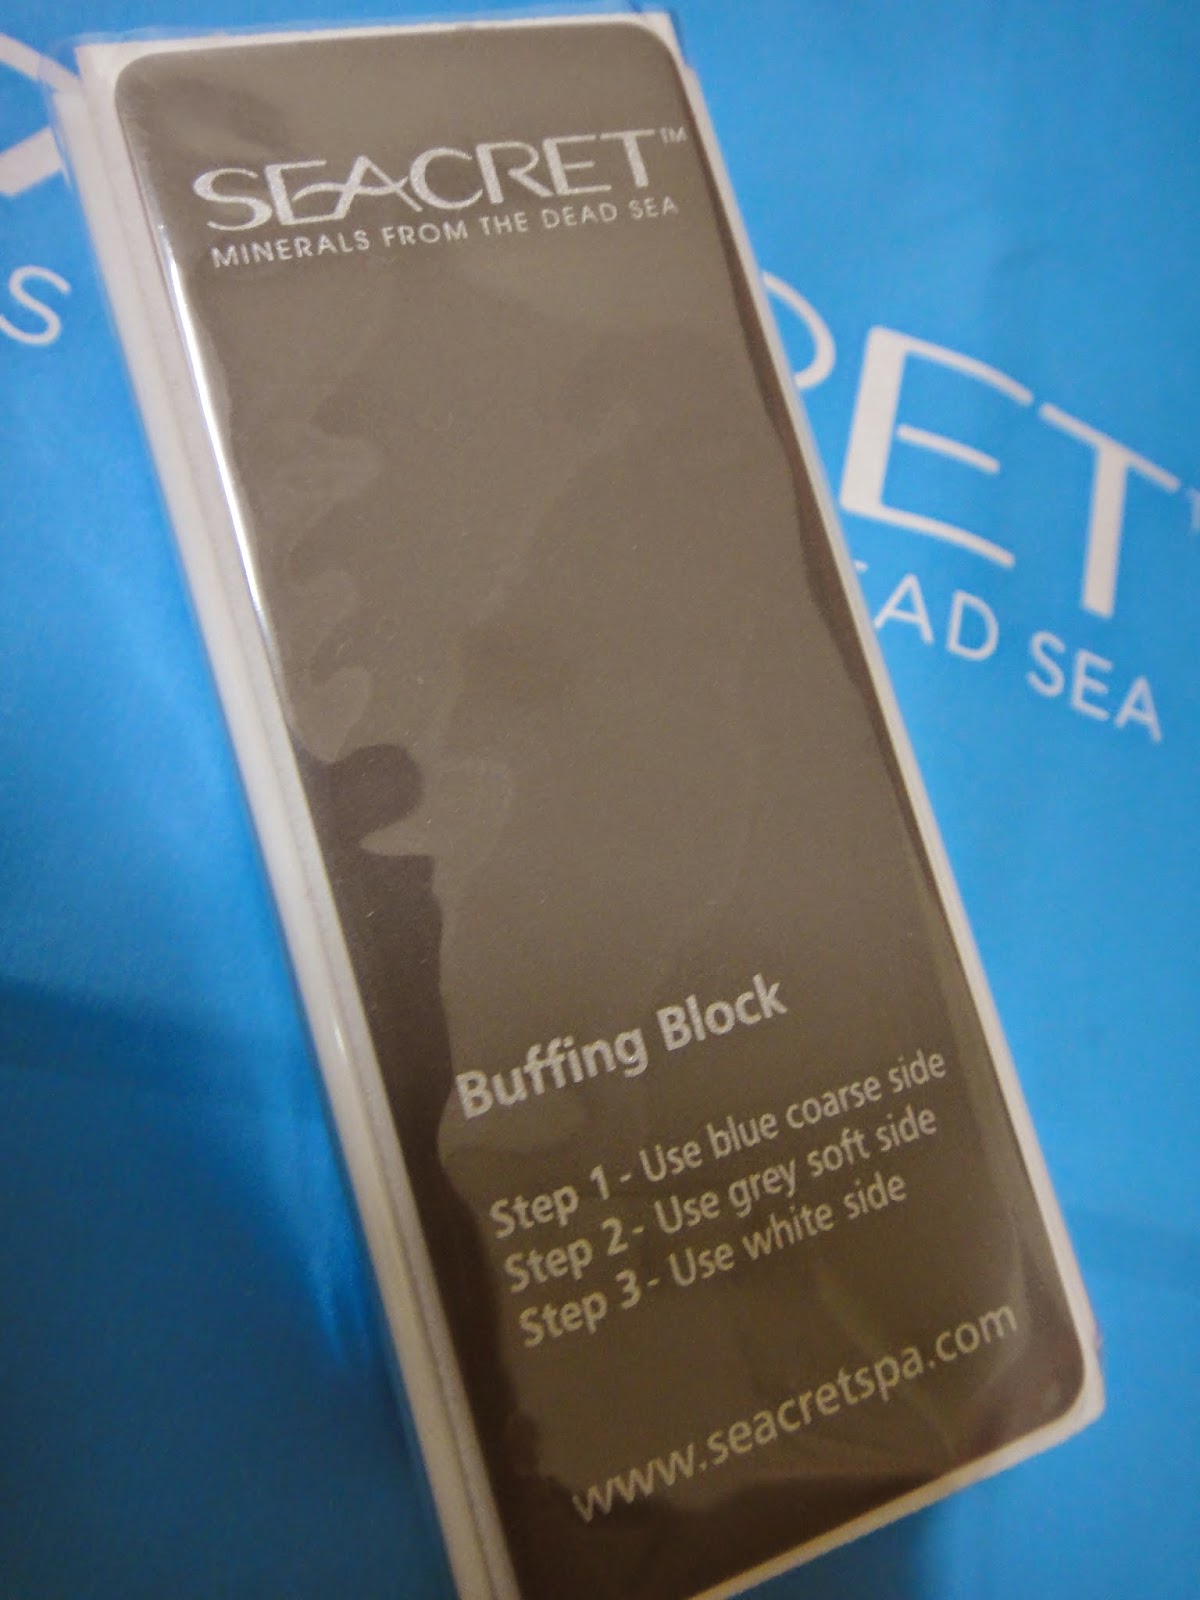 SEACRET™
MINERALS FROM THE DEAD SEA
Buffing Block
Step 1 - Use blue coarse side
Step 2 - Use grey soft side
Step 3 - Use white side
www.seacretspa.com
S
RET
EAD SEA